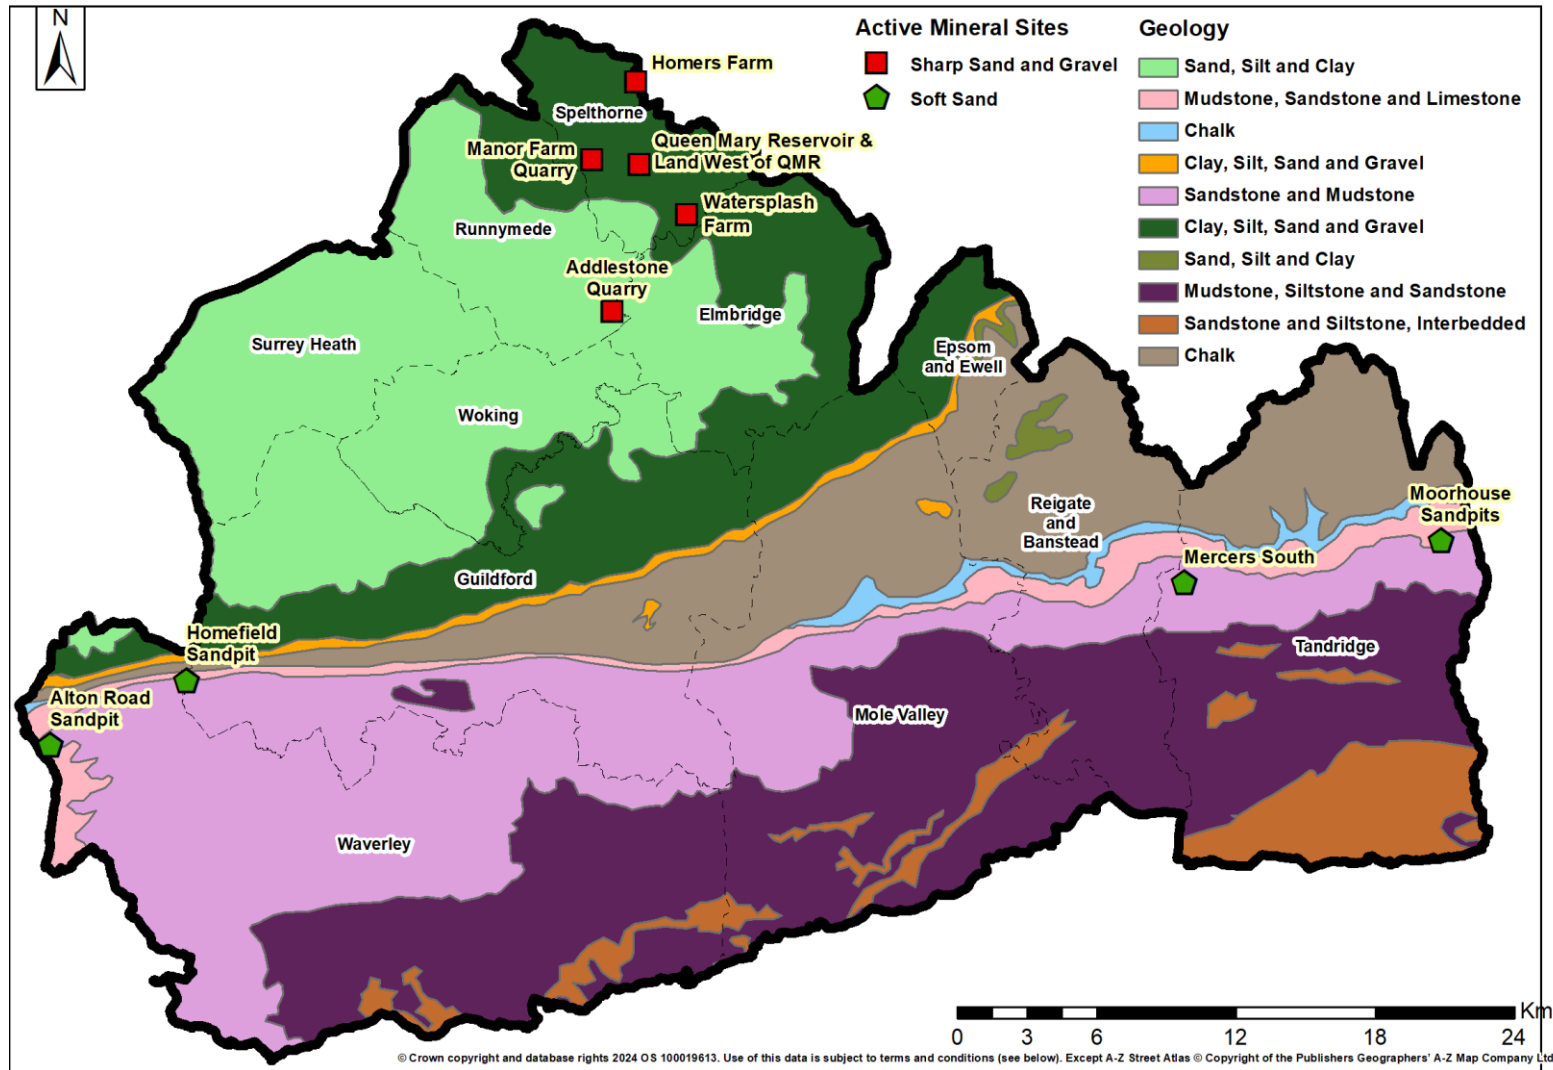 N
Active Mineral Sites
Sharp Sand and Gravel
Soft Sand
Geology
Sand, Silt and Clay
Mudstone, Sandstone and Limestone
Chalk
Clay, Silt, Sand and Gravel
Sandstone and Mudstone
Clay, Silt, Sand and Gravel
Sand, Silt and Clay
Mudstone, Siltstone and Sandstone
Sandstone and Siltstone, Interbedded
Chalk
Homers Farm
Spelthorne
Manor Farm
Quarry
Queen Mary Reservoir &
Land West of QMR
Watersplash
Farm
Runnymede
Addlestone
Quarry
Elmbridge
Surrey Heath
Epsom
and Ewell
Woking
Reigate
and
Banstead
Moorhouse
Sandpits
Mercers South
Guildford
Homefield
Sandpit
Tandridge
Alton Road
Sandpit
Mole Valley
Waverley
Km
0 3 6 12 18 24
© Crown copyright and database rights 2024 OS 100019613. Use of this data is subject to terms and conditions (see below). Except A-Z Street Atlas © Copyright of the Publishers Geographers' A-Z Map Company Ltd